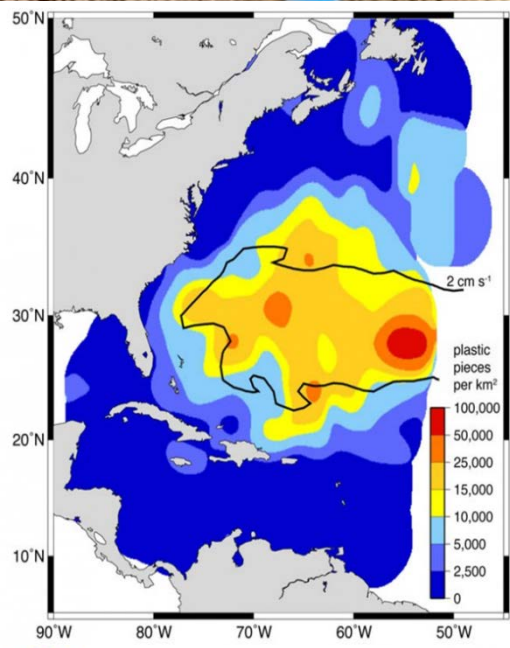 50°N
40°N
30°N
20°N
10°N
2 cm s⁻¹
plastic
pieces
per km²
100,000
50,000
25,000
15,000
10,000
5,000
2,500
0
90°W 80°W 70°W 60°W 50°W